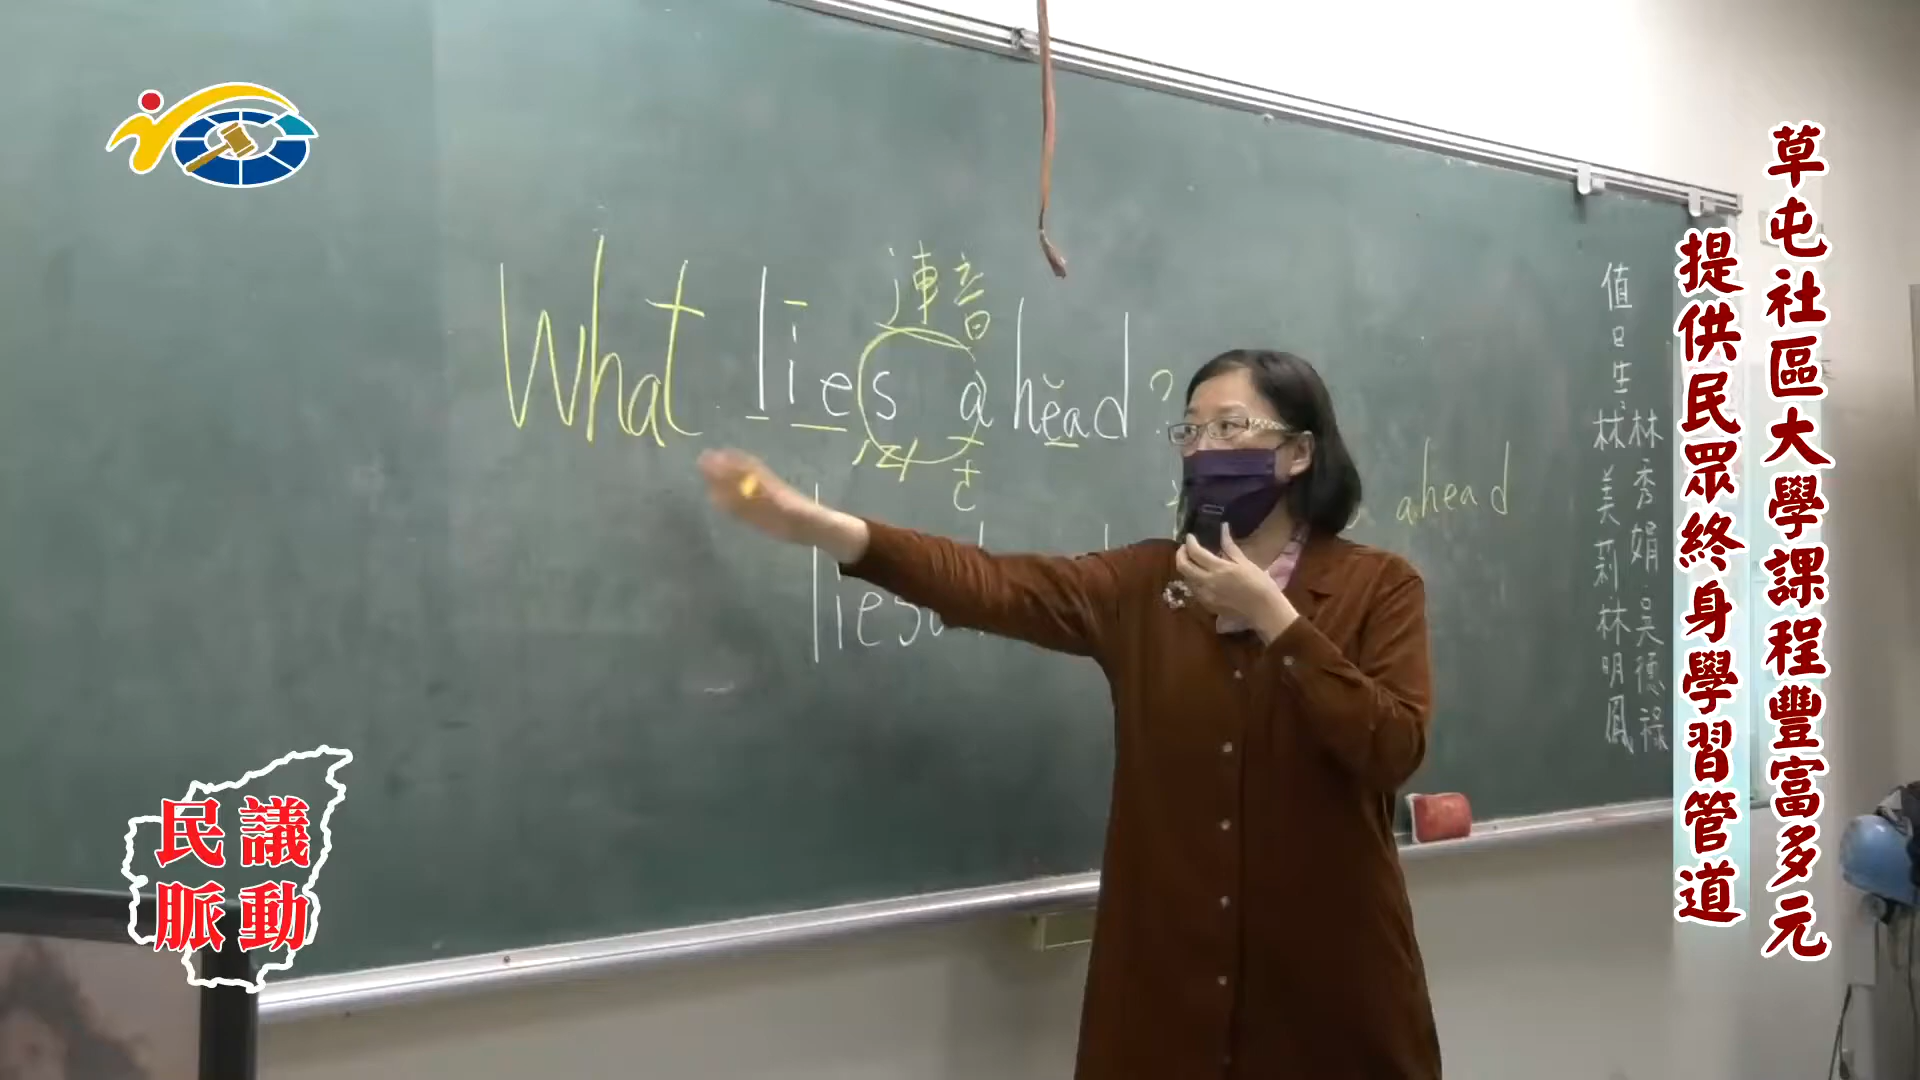 草屯社區大學課程豐富多元
提供民眾終身學習管道
連音
What lies ahead?
/z/
ahead
liesa
值日生:
林秀娟
吳德祿
林美莉
林明鳳
民議
脈動